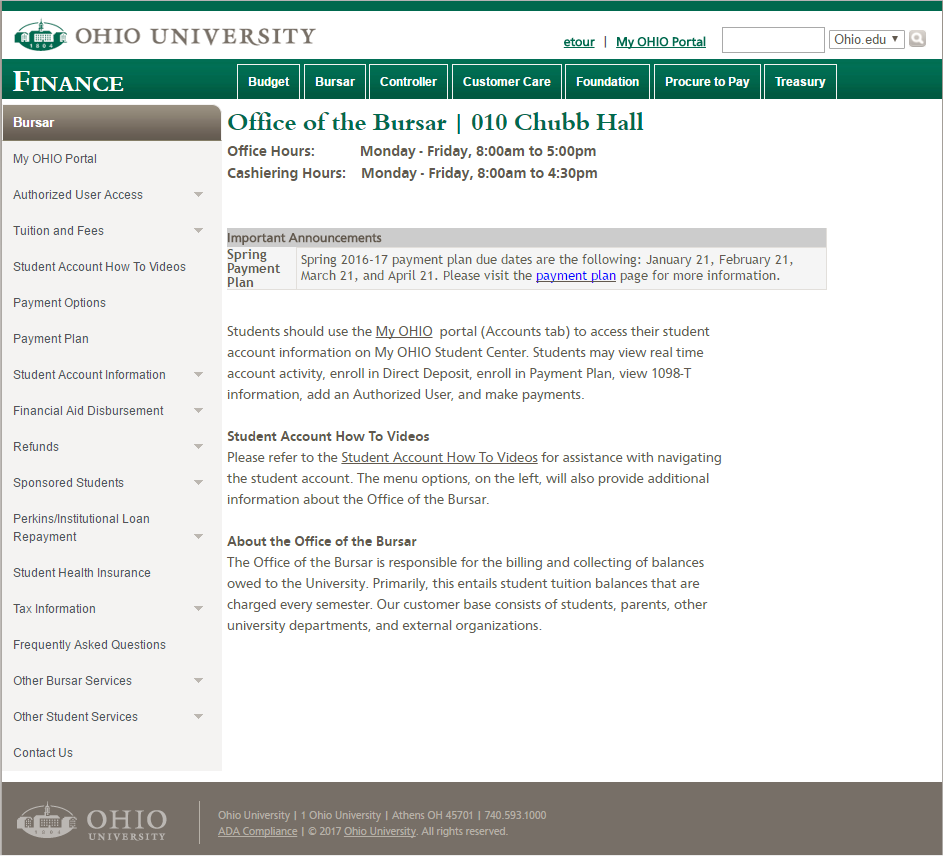 OHIO UNIVERSITY
1804
etour | My OHIO Portal
Ohio.edu
FINANCE
Budget
Bursar
Controller
Customer Care
Foundation
Procure to Pay
Treasury
Bursar
My OHIO Portal
Authorized User Access
Tuition and Fees
Student Account How To Videos
Payment Options
Payment Plan
Student Account Information
Financial Aid Disbursement
Refunds
Sponsored Students
Perkins/Institutional Loan
Repayment
Student Health Insurance
Tax Information
Frequently Asked Questions
Other Bursar Services
Other Student Services
Contact Us
Office of the Bursar | 010 Chubb Hall
Office Hours: Monday - Friday, 8:00am to 5:00pm
Cashiering Hours: Monday - Friday, 8:00am to 4:30pm
Important Announcements
Spring
Payment
Plan
Spring 2016-17 payment plan due dates are the following: January 21, February 21,
March 21, and April 21. Please visit the payment plan page for more information.
Students should use the My OHIO portal (Accounts tab) to access their student
account information on My OHIO Student Center. Students may view real time
account activity, enroll in Direct Deposit, enroll in Payment Plan, view 1098-T
information, add an Authorized User, and make payments.
Student Account How To Videos
Please refer to the Student Account How To Videos for assistance with navigating
the student account. The menu options, on the left, will also provide additional
information about the Office of the Bursar.
About the Office of the Bursar
The Office of the Bursar is responsible for the billing and collecting of balances
owed to the University. Primarily, this entails student tuition balances that are
charged every semester. Our customer base consists of students, parents, other
university departments, and external organizations.
1804
OHIO
UNIVERSITY
Ohio University | 1 Ohio University | Athens OH 45701 | 740.593.1000
ADA Compliance | © 2017 Ohio University. All rights reserved.